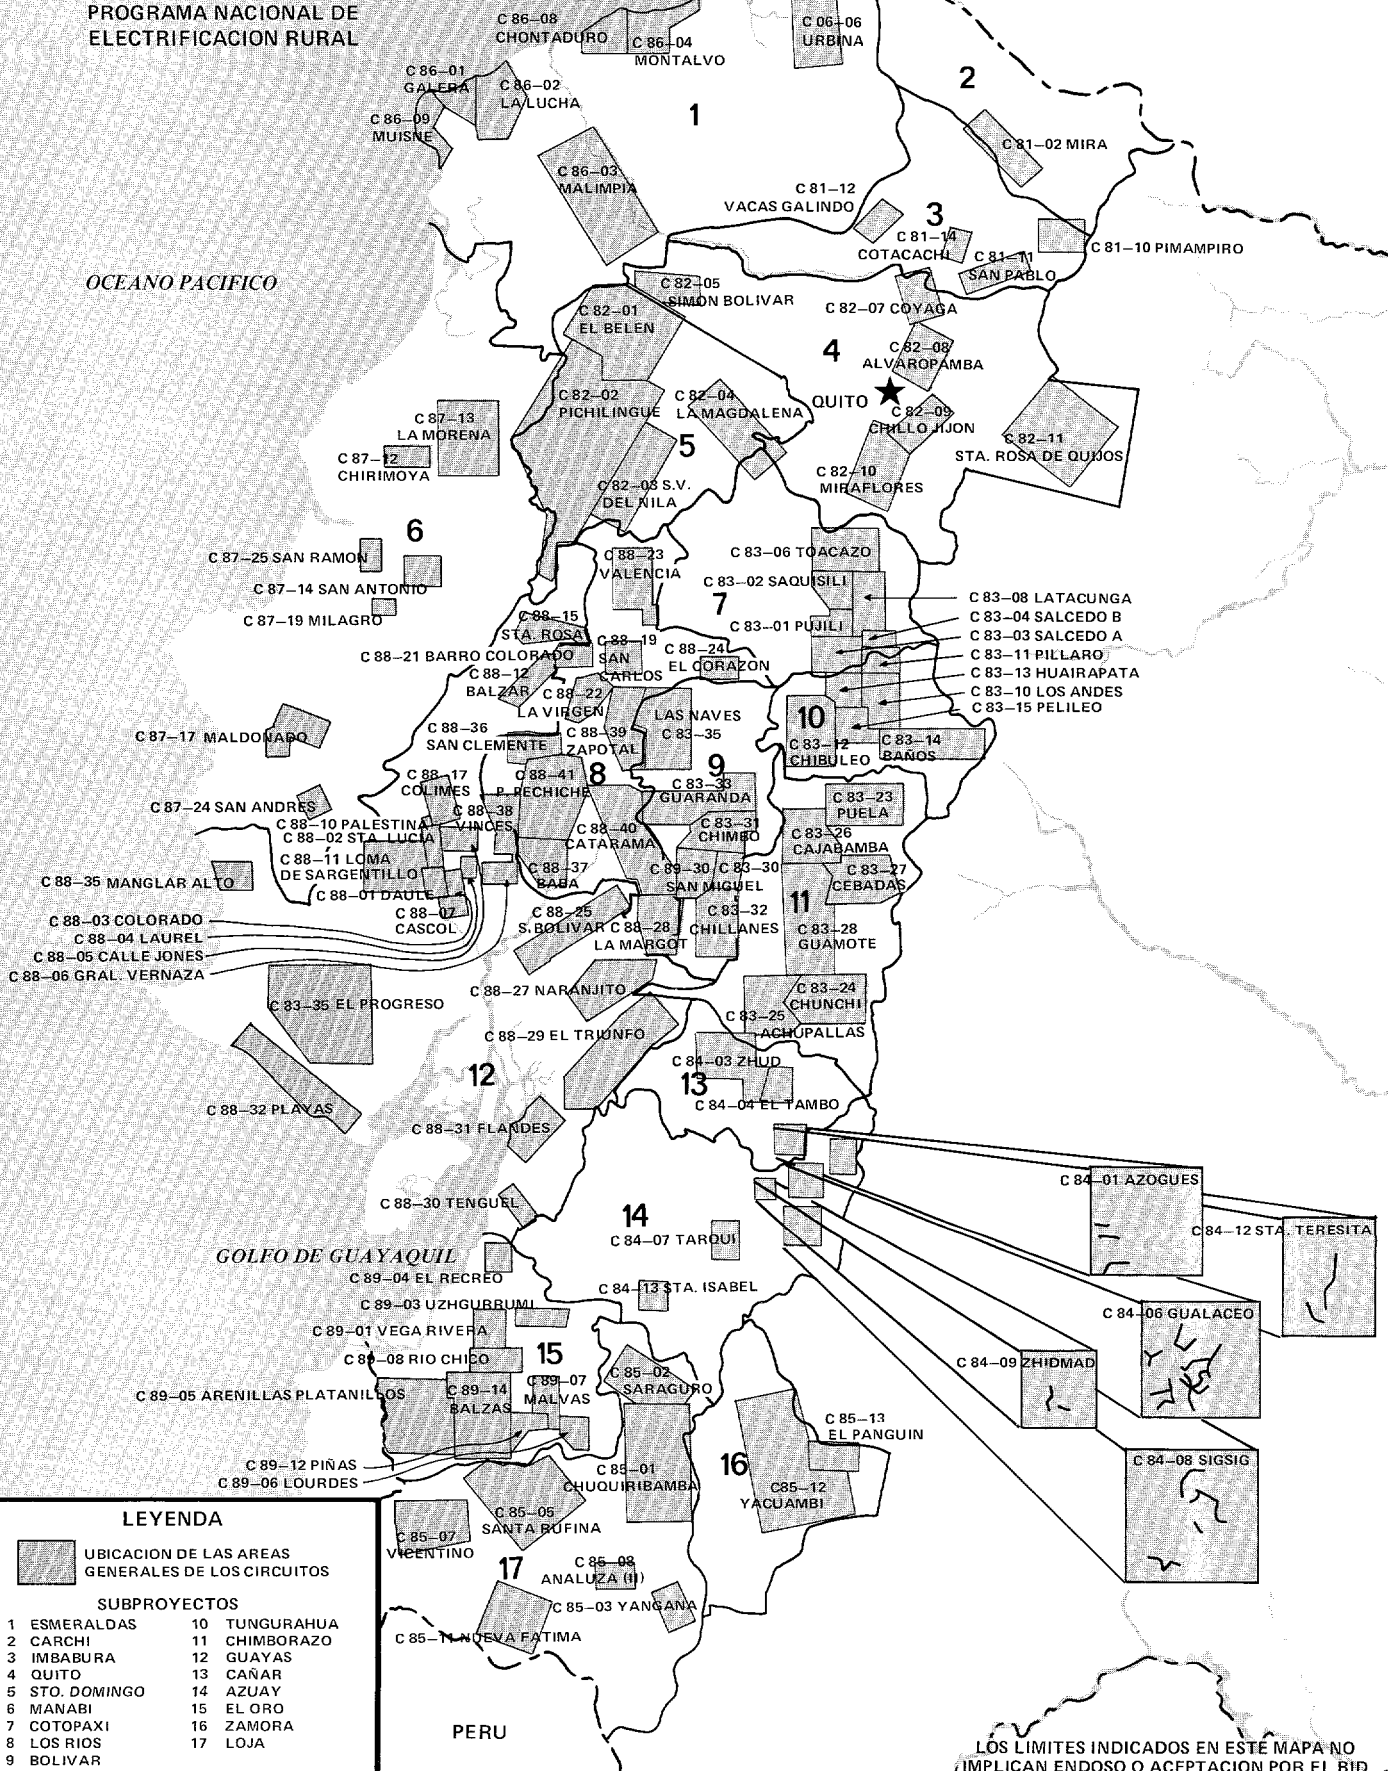 PROGRAMA NACIONAL DE
ELECTRIFICACION RURAL
C 86-08
CHONTADURO
C 86-04
MONTALVO
C 06-06
URBINA
C 86-01
GALERA
C 86-02
LA LUCHA
C 86-09
MUISNE
1
2
C 81-02 MIRA
C 86-03
MALIMPIA
C 81-12
VACAS GALINDO
3
C 81-14
COTACACHI
C 81-11
SAN PABLO
C 81-10 PIMAMPIRO
OCEANO PACIFICO
C 82-05
SIMON BOLIVAR
C 82-01
EL BELEN
C 82-07 COYAGA
4
C 82-08
ALVAROPAMBA
QUITO
C 82-02
PICHILINGUE
C 82-04
LA MAGDALENA
C 82-09
CHILLO JIJON
C 82-11
STA. ROSA DE QUIJOS
C 87-13
LA MORENA
C 87-12
CHIRIMOYA
5
C 82-10
MIRAFLORES
C 82-03 S.V.
DEL NILA
6
C 87-25 SAN RAMON
C 87-14 SAN ANTONIO
C 87-19 MILAGRO
C 88-23
VALENCIA
C 83-06 TOACAZO
C 83-02 SAQUISILI
7
C 83-01 PUJILI
C 83-08 LATACUNGA
C 83-04 SALCEDO B
C 83-03 SALCEDO A
C 83-11 PILLARO
C 83-13 HUAIRAPATA
C 83-10 LOS ANDES
C 83-15 PELILEO
C 88-15
STA. ROSA
C 88-21 BARRO COLORADO
C 88-19
SAN
CARLOS
C 88-24
EL CORAZON
C 88-12
BALZAR
C 88-22
LA VIRGEN
C 88-36
SAN CLEMENTE
C 88-39
ZAPOTAL
LAS NAVES
C 83-35
10
C 83-12
CHIBULEO
C 83-14
BAÑOS
C 87-17 MALDONADO
C 88-17
COLIMES
C 88-41
P. PECHICHE
8
9
C 83-33
GUARANDA
C 83-23
PUELA
C 87-24 SAN ANDRES
C 88-10 PALESTINA
C 88-02 STA. LUCIA
C 88-38
VINCES
C 88-40
CATARAMA
C 83-31
CHIMBO
C 83-26
CAJABAMBA
C 88-11 LOMA
DE SARGENTILLO
C 88-01 DAULE
C 88-37
BABA
C 89-30
SAN MIGUEL
C 83-30
C 83-27
CEBADAS
C 88-35 MANGLAR ALTO
C 88-07
CASCOL
C 88-25
S. BOLIVAR
C 88-28
LA MARGOT
C 83-32
CHILLANES
11
C 83-28
GUAMOTE
C 88-03 COLORADO
C 88-04 LAUREL
C 88-05 CALLE JONES
C 88-06 GRAL. VERNAZA
C 83-35 EL PROGRESO
C 88-27 NARANJITO
C 83-24
CHUNCHI
C 83-25
ACHUPALLAS
C 88-29 EL TRIUNFO
C 84-03 ZHUD
12
13
C 84-04 EL TAMBO
C 88-32 PLAYAS
C 88-31 FLANDES
C 84-01 AZOGUES
C 84-12 STA. TERESITA
C 88-30 TENGUEL
14
C 84-07 TARQUI
GOLFO DE GUAYAQUIL
C 89-04 EL RECREO
C 84-13 STA. ISABEL
C 89-03 UZHGURRUMI
C 84-06 GUALACEO
C 89-01 VEGA RIVERA
C 89-08 RIO CHICO
15
C 84-09 ZHIDMAD
C 89-05 ARENILLAS PLATANILLOS
C 89-14
BALZAS
C 89-07
MALVAS
C 85-02
SARAGURO
C 85-13
EL PANGUIN
C 89-12 PIÑAS
C 89-06 LOURDES
C 85-01
CHUQUIRIBAMBA
16
C85-12
YACUAMBI
C 84-08 SIGSIG
C 85-05
SANTA RUFINA
C 85-07
VICENTINO
17
C 85-08
ANALUZA (II)
C 85-03 YANGANA
C 85-11 NUEVA FATIMA
PERU
LEYENDA
UBICACION DE LAS AREAS
GENERALES DE LOS CIRCUITOS
SUBPROYECTOS
1 ESMERALDAS 10 TUNGURAHUA
2 CARCHI 11 CHIMBORAZO
3 IMBABURA 12 GUAYAS
4 QUITO 13 CAÑAR
5 STO. DOMINGO 14 AZUAY
6 MANABI 15 EL ORO
7 COTOPAXI 16 ZAMORA
8 LOS RIOS 17 LOJA
9 BOLIVAR
LOS LIMITES INDICADOS EN ESTE MAPA NO
IMPLICAN ENDOSO O ACEPTACION POR EL BID